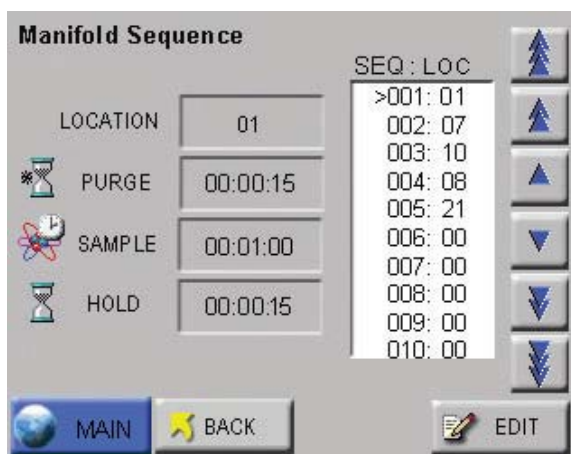 Manifold Sequence
SEQ:LOC
LOCATION 01
PURGE 00:00:15
SAMPLE 00:01:00
HOLD 00:00:15
>001: 01
002: 07
003: 10
004: 08
005: 21
006: 00
007: 00
008: 00
009: 00
010: 00
MAIN BACK EDIT